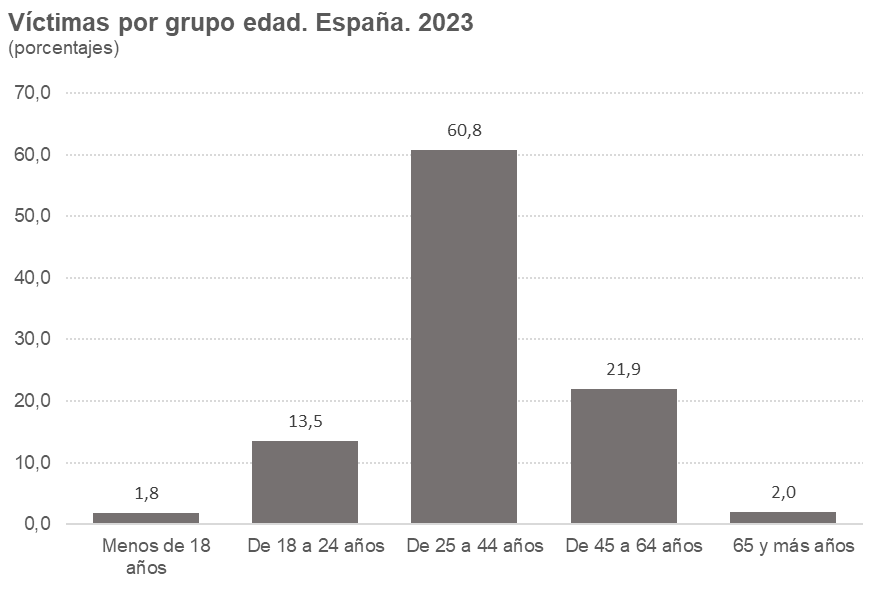 Víctimas por grupo edad. España. 2023
(porcentajes)
70,0
60,0
50,0
40,0
30,0
20,0
10,0
0,0
1,8
13,5
60,8
21,9
2,0
Menos de 18
años
De 18 a 24 años
De 25 a 44 años
De 45 a 64 años
65 y más años